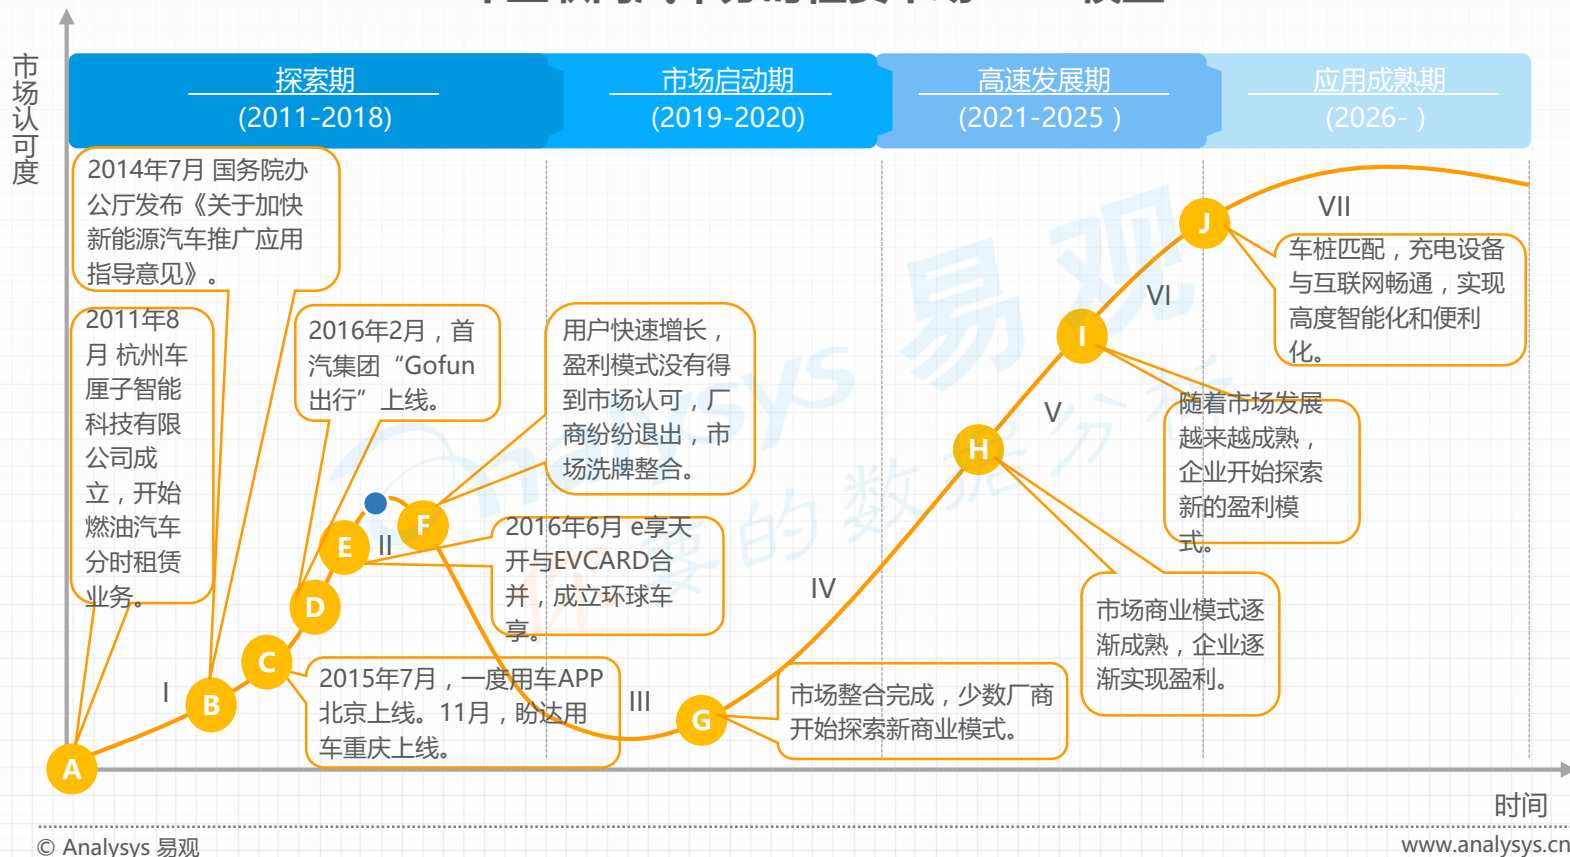 市场认可度
探索期
(2011-2018)
市场启动期
(2019-2020)
高速发展期
(2021-2025 )
应用成熟期
(2026- )
2014年7月 国务院办
公厅发布《关于加快
新能源汽车推广应用
指导意见》。
2011年8
月 杭州车
厘子智能
科技有限
公司成
立，开始
燃油汽车
分时租赁
业务。
2016年2月，首
汽集团“Gofun
出行”上线。
用户快速增长，
盈利模式没有得
到市场认可，厂
商纷纷退出，市
场洗牌整合。
2016年6月 e享天
开与EVCARD合
并，成立环球车
享。
2015年7月，一度用车APP
北京上线。11月，盼达用
车重庆上线。
市场整合完成，少数厂商
开始探索新商业模式。
市场商业模式逐
渐成熟，企业逐
渐实现盈利。
随着市场发展
越来越成熟，
企业开始探索
新的盈利模
式。
车桩匹配，充电设备
与互联网畅通，实现
高度智能化和便利
化。
A
B
C
D
E
F
G
H
I
J
I
II
III
IV
V
VI
VII
Analysys 易观
你要的数据分析
时间
© Analysys 易观
www.analysys.cn